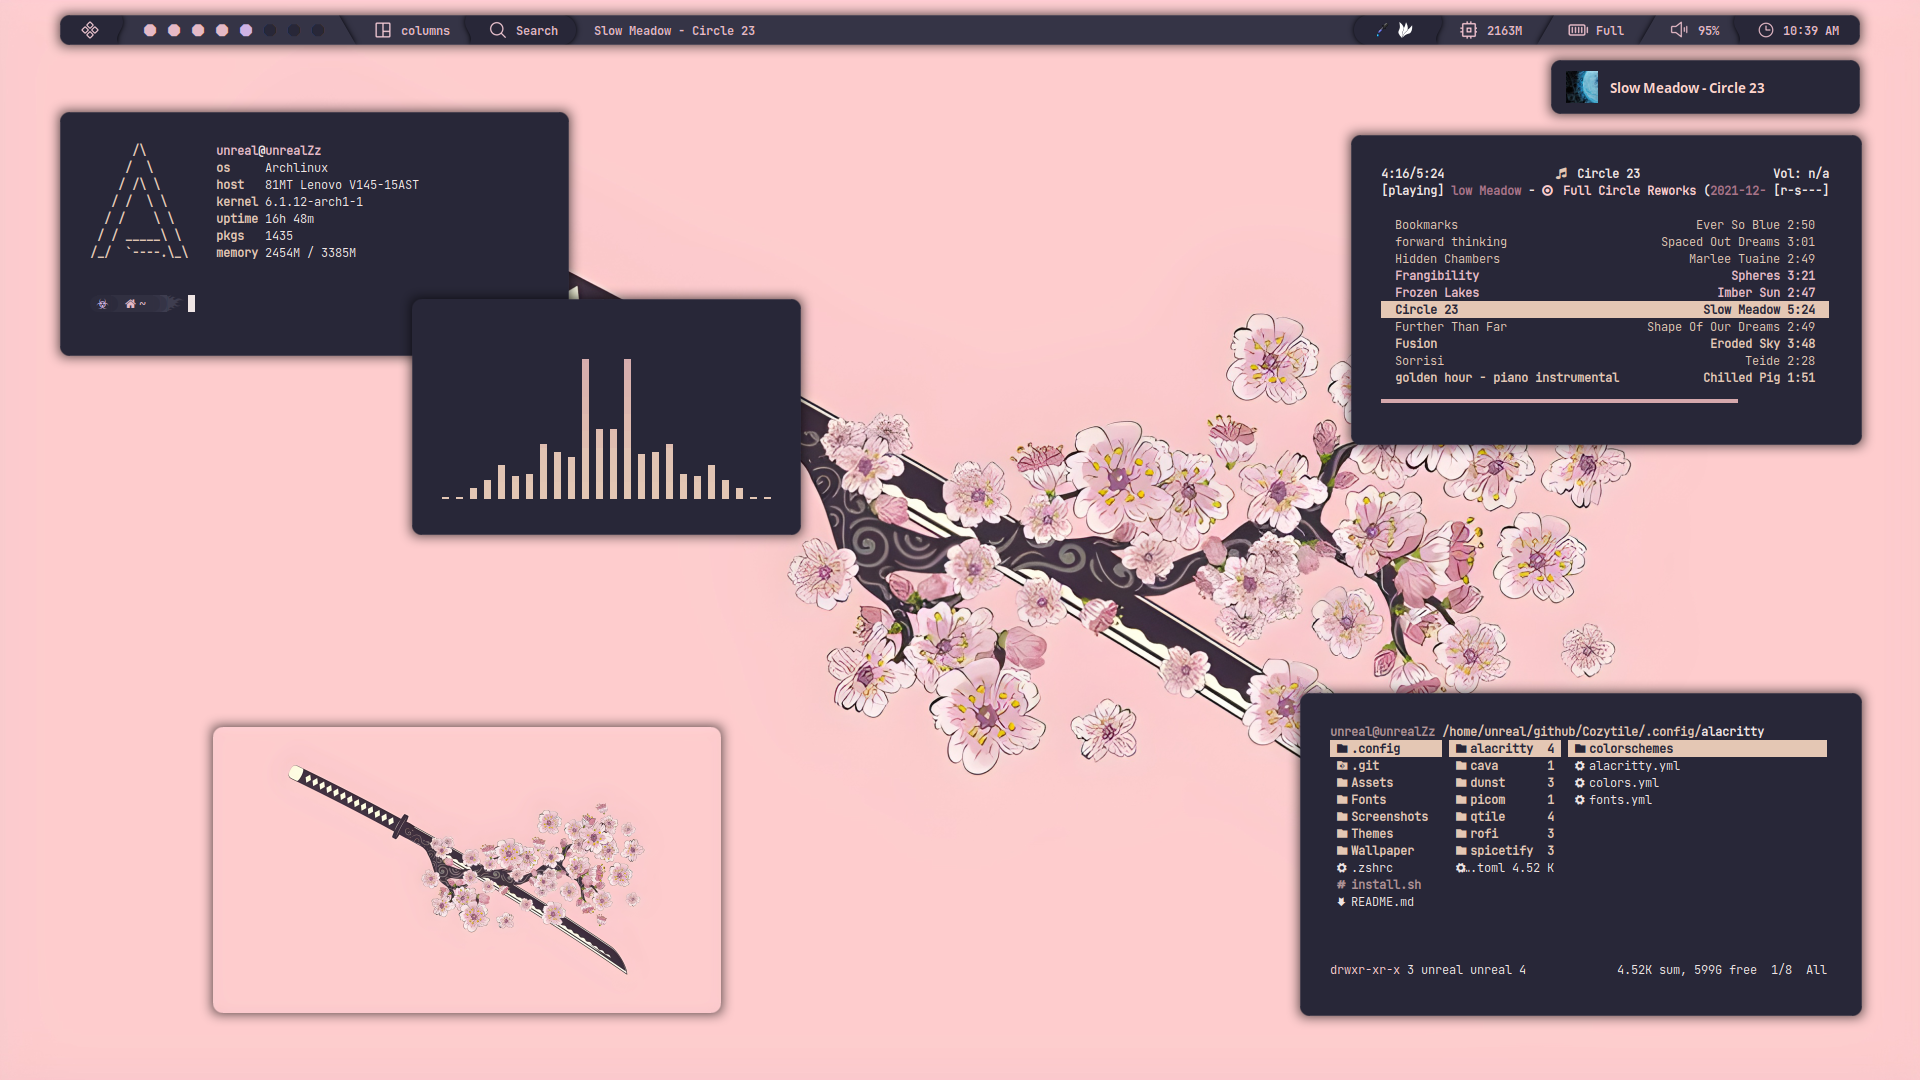 columns
Search
Slow Meadow - Circle 23
2163M
Full
95%
10:39 AM
Slow Meadow - Circle 23
unreal@unrealZz
os Archlinux
host 81MT Lenovo V145-15AST
kernel 6.1.12-arch1-1
uptime 16h 48m
pkgs 1435
memory 2454M / 3385M
~
4:16/5:24 Circle 23 Vol: n/a
[playing] low Meadow - Full Circle Reworks (2021-12- [r-s---]
Bookmarks Ever So Blue 2:50
forward thinking Spaced Out Dreams 3:01
Hidden Chambers Marlee Tuaine 2:49
Frangibility Spheres 3:21
Frozen Lakes Imber Sun 2:47
Circle 23 Slow Meadow 5:24
Further Than Far Shape Of Our Dreams 2:49
Fusion Eroded Sky 3:48
Sorrisi Teide 2:28
golden hour - piano instrumental Chilled Pig 1:51
unreal@unrealZz /home/unreal/github/Cozytile/.config/alacritty
.config alacritty 4 colorschemes
.git cava 1 alacritty.yml
Assets dunst 3 colors.yml
Fonts picom 1 fonts.yml
Screenshots qtile 4
Themes rofi 3
Wallpaper spicetify 3
.zshrc ….toml 4.52 K
# install.sh
README.md
drwxr-xr-x 3 unreal unreal 4 4.52K sum, 599G free 1/8 All